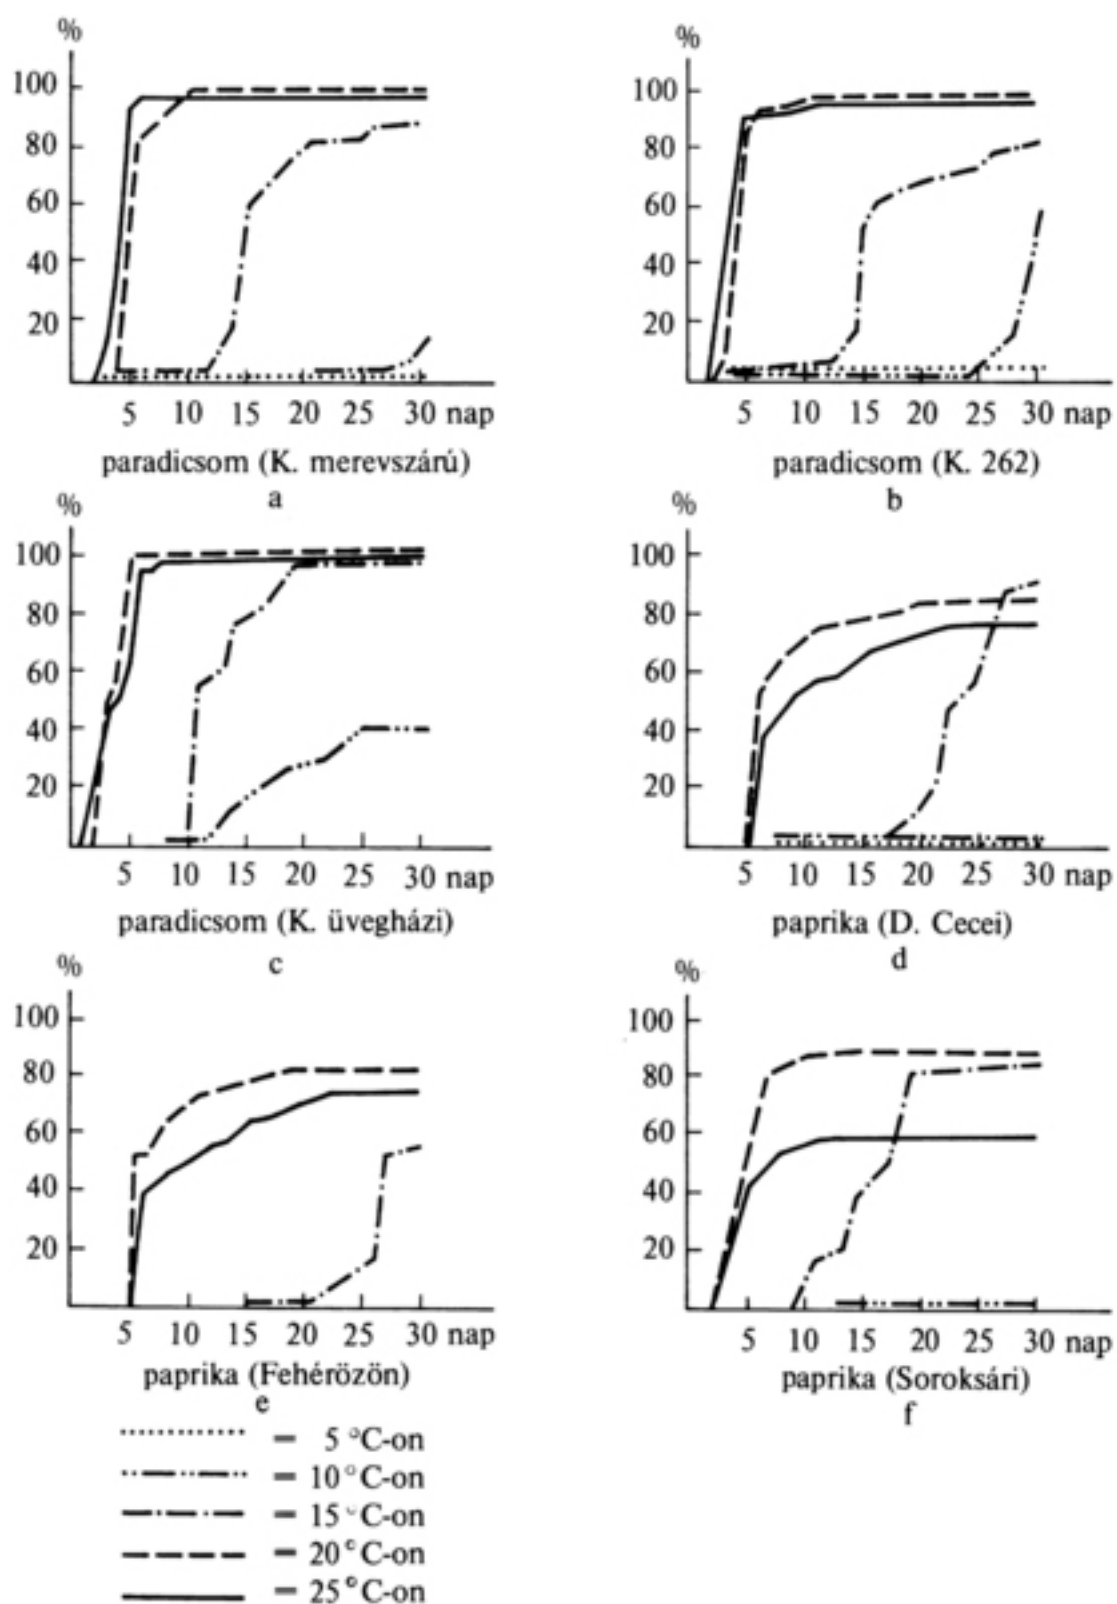 %
100
80
60
40
20
5 10 15 20 25 30 nap
paradicsom (K. merevszárú)
a
%
100
80
60
40
20
5 10 15 20 25 30 nap
paradicsom (K. 262)
b
%
100
80
60
40
20
5 10 15 20 25 30 nap
paradicsom (K. üvegházi)
c
100
80
60
40
20
5 10 15 20 25 30 nap
paprika (D. Cecei)
d
%
100
80
60
40
20
5 10 15 20 25 30 nap
paprika (Fehérözön)
e
%
100
80
60
40
20
5 10 15 20 25 30 nap
paprika (Soroksári)
f
= 5 °C-on
= 10 °C-on
= 15 °C-on
= 20 °C-on
= 25 °C-on